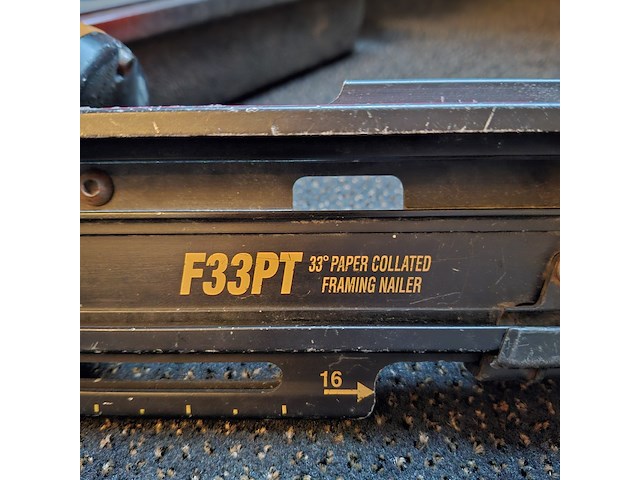 F33PT 33° PAPER COLLATED
FRAMING NAILER
16